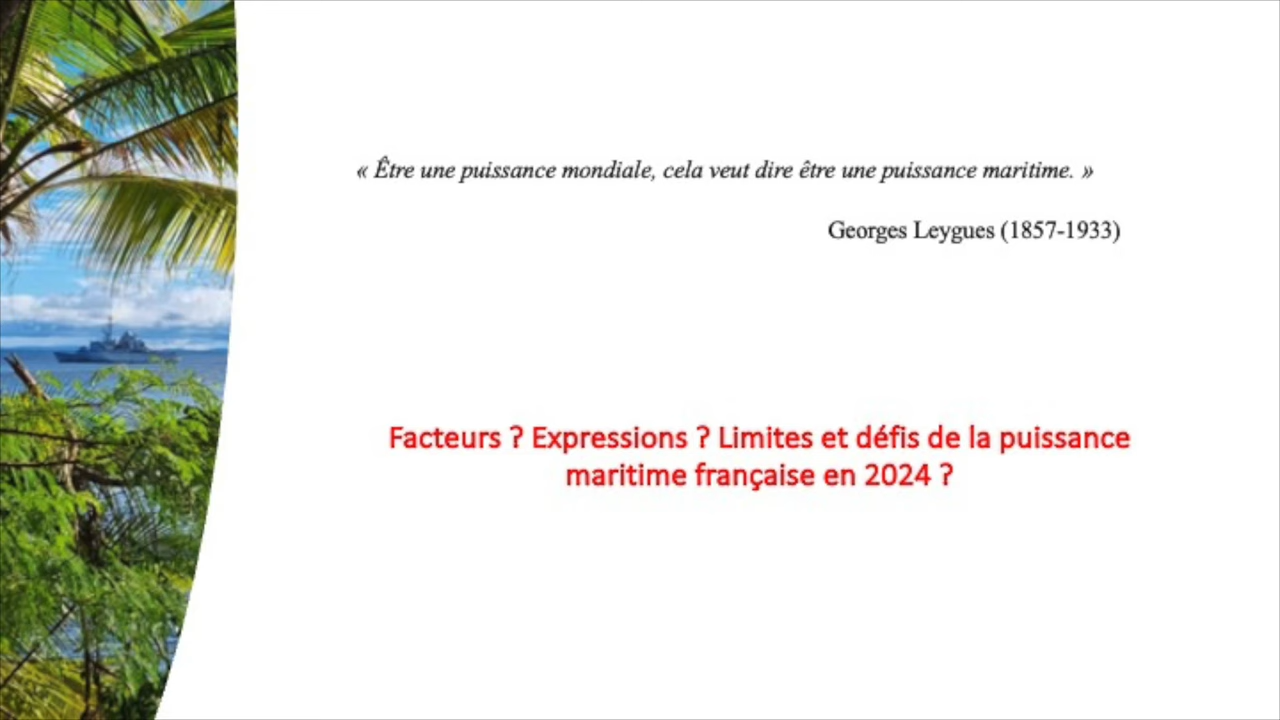 « Être une puissance mondiale, cela veut dire être une puissance maritime. »
Georges Leygues (1857-1933)
Facteurs ? Expressions ? Limites et défis de la puissance
maritime française en 2024 ?